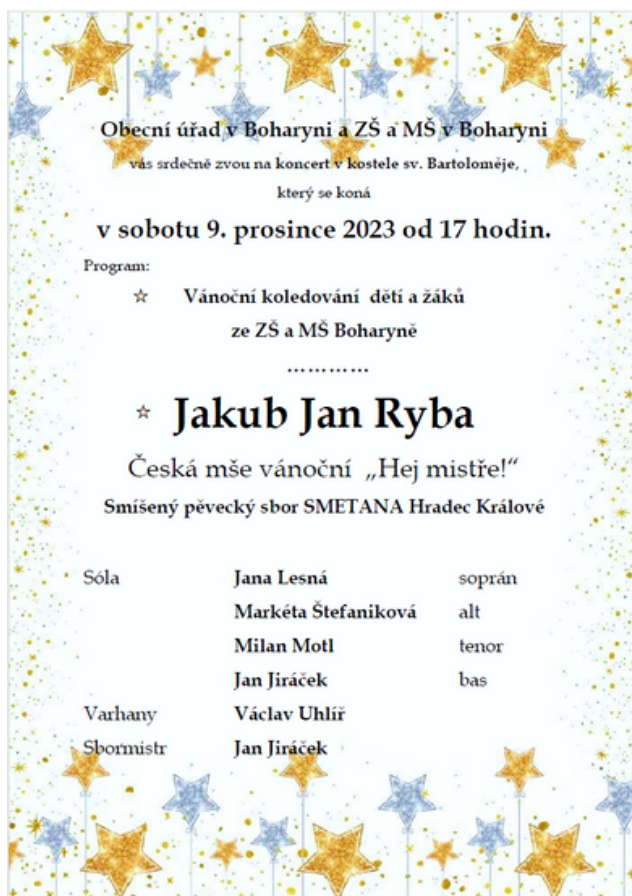 Obecní úřad v Boharyni a ZŠ a MŠ v Boharyni
vás srdečně zvou na koncert v kostele sv. Bartoloměje,
který se koná
v sobotu 9. prosince 2023 od 17 hodin.
Program:
☆ Vánoční koledování dětí a žáků
ze ZŠ a MŠ Boharyně
…………
☆ Jakub Jan Ryba
Česká mše vánoční „Hej mistře!“
Smíšený pěvecký sbor SMETANA Hradec Králové
Sóla Jana Lesná soprán
Markéta Štefaniková alt
Milan Motl tenor
Jan Jiráček bas
Varhany Václav Uhlíř
Sbormistr Jan Jiráček